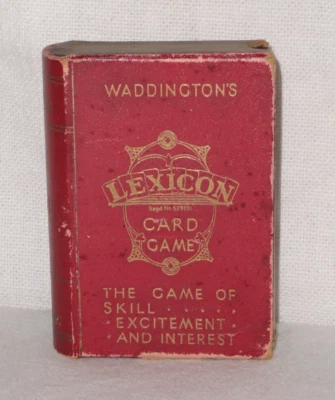 WADDINGTON'S
LEXICON
CARD
GAME
THE GAME OF
SKILL . . . . .
. EXCITEMENT .
. AND INTEREST